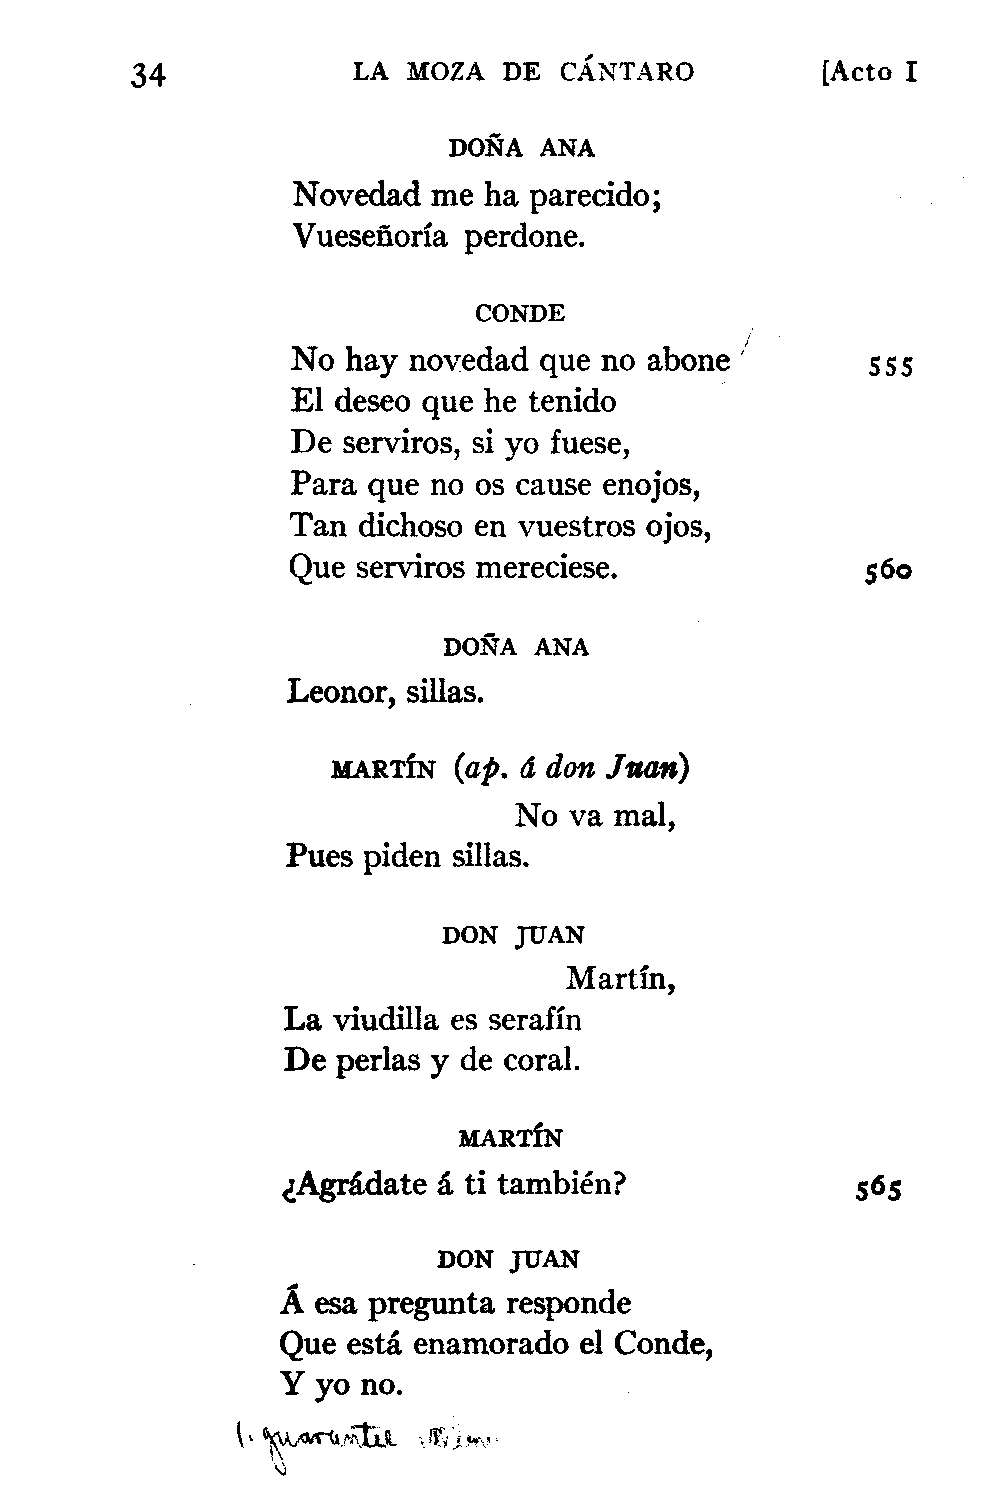 34 LA MOZA DE CÁNTARO [Acto I
DOÑA ANA
Novedad me ha parecido;
Vueseñoría perdone.
CONDE
No hay novedad que no abone 555
El deseo que he tenido
De serviros, si yo fuese,
Para que no os cause enojos,
Tan dichoso en vuestros ojos,
Que serviros mereciese. 560
DOÑA ANA
Leonor, sillas.
MARTÍN (ap. á don Juan)
No va mal,
Pues piden sillas.
DON JUAN
Martín,
La viudilla es serafín
De perlas y de coral.
MARTÍN
¿Agrádate á ti también? 565
DON JUAN
Á esa pregunta responde
Que está enamorado el Conde,
Y yo no.
1. guarantee